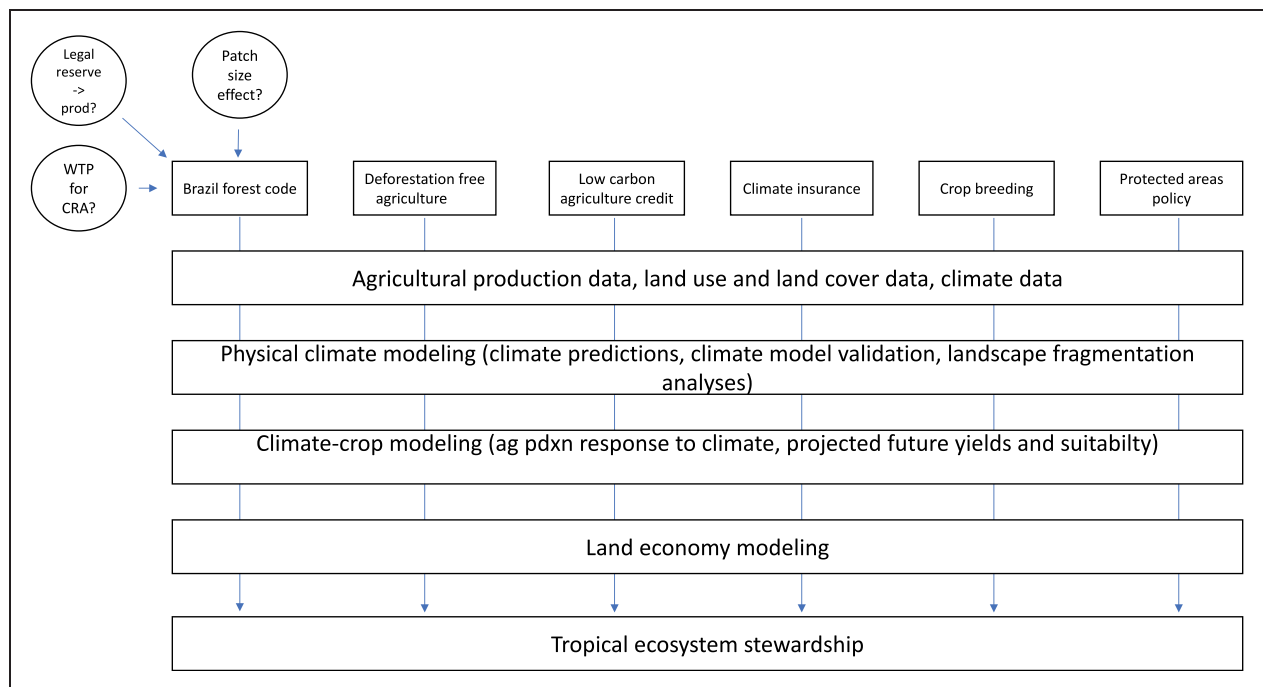 Legal
reserve
->
prod?
Patch
size
effect?
WTP
for
CRA?
Brazil forest code
Deforestation free
agriculture
Low carbon
agriculture credit
Climate insurance
Crop breeding
Protected areas
policy
Agricultural production data, land use and land cover data, climate data
Physical climate modeling (climate predictions, climate model validation, landscape fragmentation
analyses)
Climate-crop modeling (ag pdxn response to climate, projected future yields and suitabilty)
Land economy modeling
Tropical ecosystem stewardship